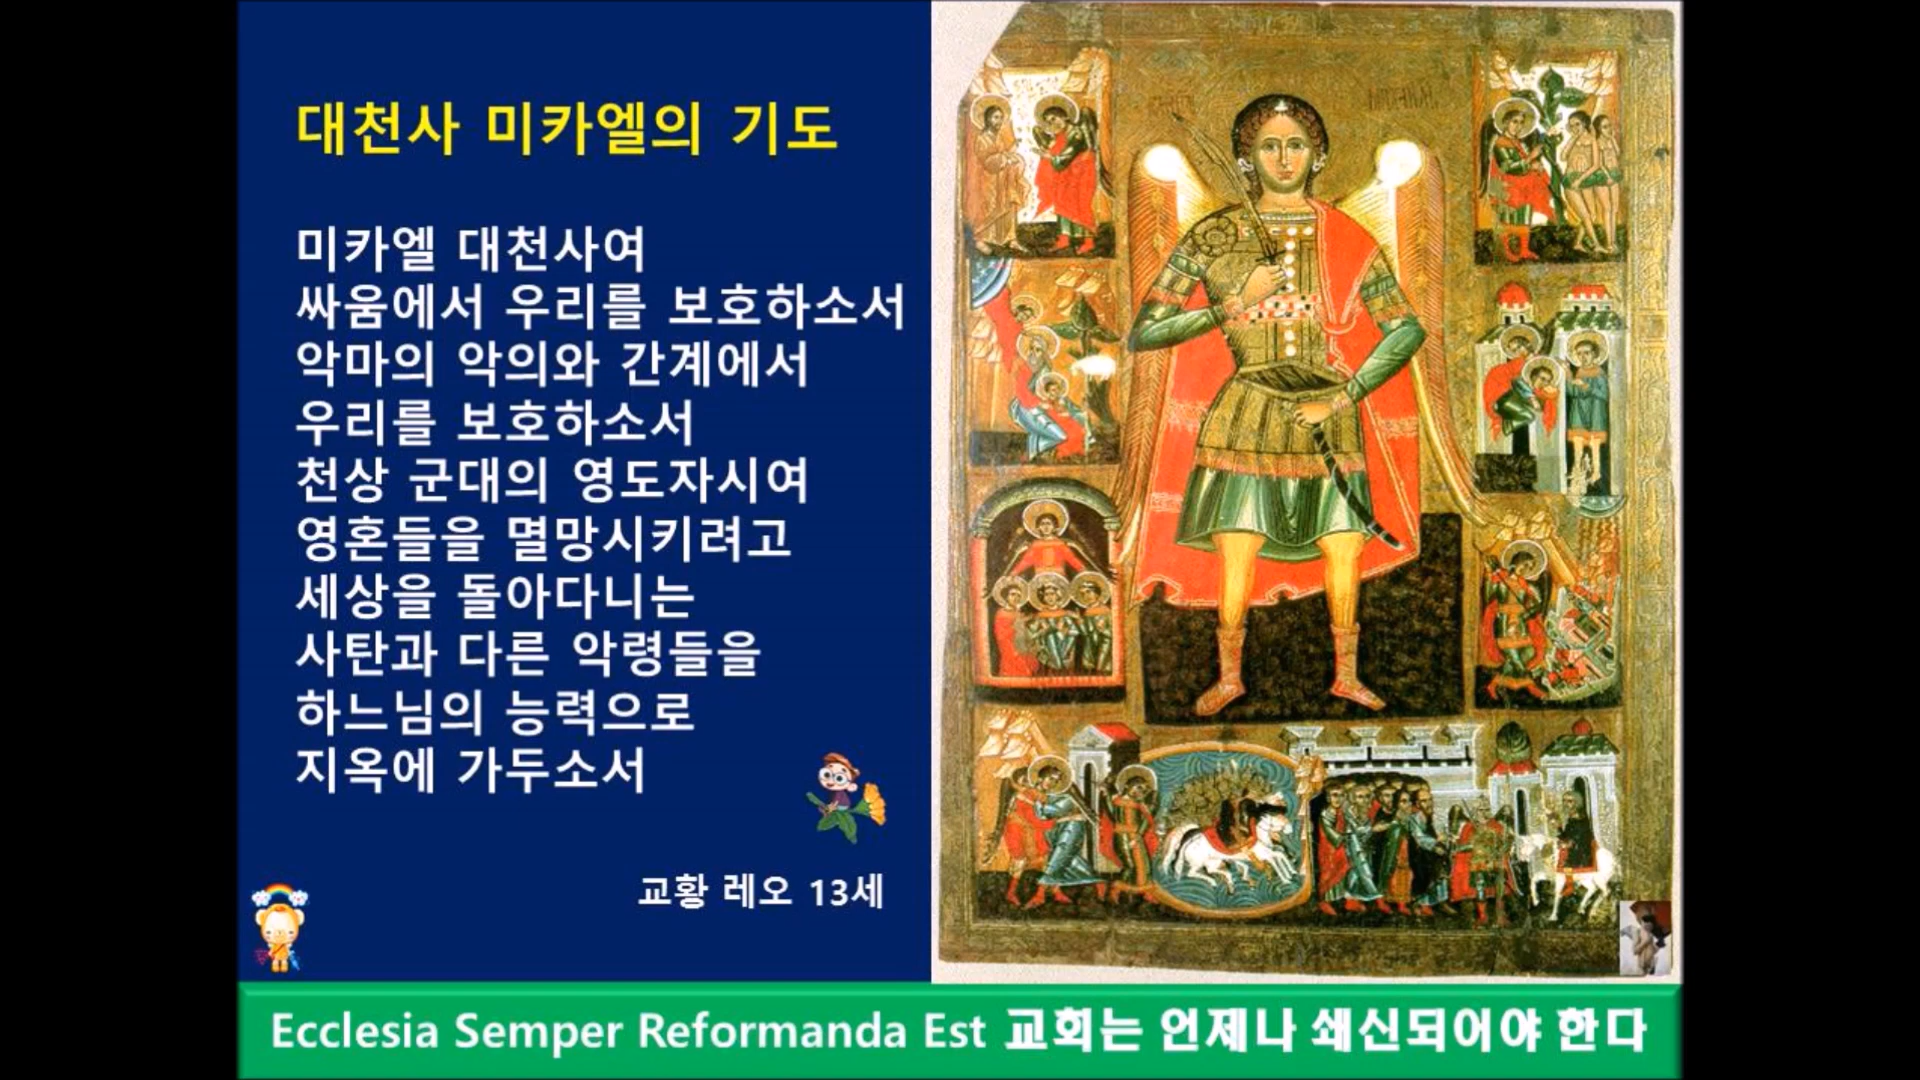 대천사 미카엘의 기도
미카엘 대천사여
싸움에서 우리를 보호하소서
악마의 악의와 간계에서
우리를 보호하소서
천상 군대의 영도자시여
영혼들을 멸망시키려고
세상을 돌아다니는
사탄과 다른 악령들을
하느님의 능력으로
지옥에 가두소서
교황 레오 13세
Ecclesia Semper Reformanda Est 교회는 언제나 쇄신되어야 한다